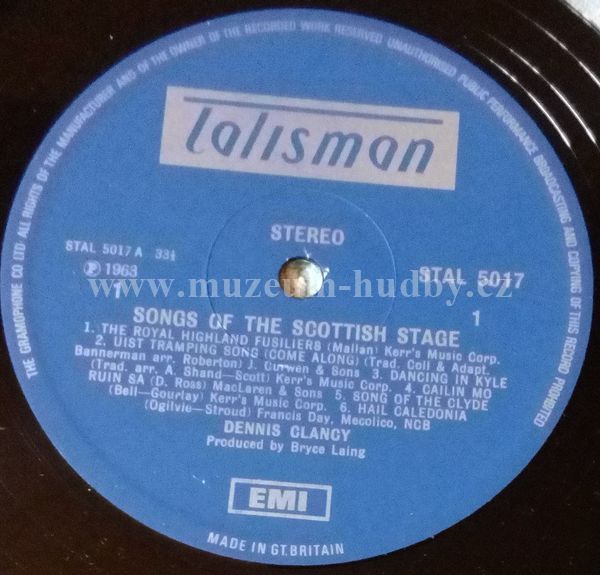 THE GRAMOPHONE CO LTD·ALL RIGHTS OF THE MANUFACTURER AND OF THE OWNER OF THE RECORDED WORK RESERVED UNAUTHORISED PUBLIC PERFORMANCE BROADCASTING AND COPYING OF THIS RECORD PROHIBITED
talisman
STEREO
STAL 5017 A 33⅓
STAL 5017
Ⓟ 1963
1
1
www.muzeum-hudby.cz
SONGS OF THE SCOTTISH STAGE
1. THE ROYAL HIGHLAND FUSILIERS (Mallan) Kerr's Music Corp.
2. UIST TRAMPING SONG (COME ALONG) (Trad. Coll & Adapt.
Bannerman arr. Roberton) J. Curwen & Sons 3. DANCING IN KYLE
(Trad. arr. A. Shand—Scott) Kerr's Music Corp. 4. CAILIN MO
RUIN SA (D. Ross) MacLaren & Sons 5. SONG OF THE CLYDE
(Bell—Gourlay) Kerr's Music Corp. 6. HAIL CALEDONIA
(Ogilvie—Stroud) Francis Day, Mecolico, NCB
DENNIS CLANCY
Produced by Bryce Laing
EMI
MADE IN GT. BRITAIN